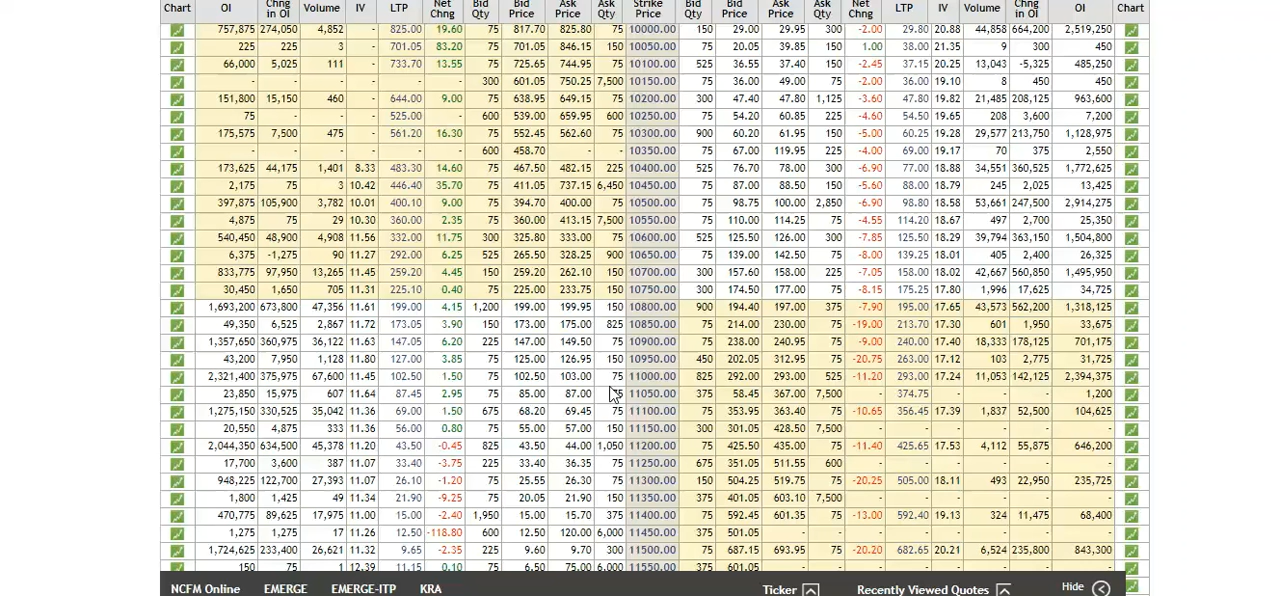 Chart OI Chng in OI Volume IV LTP Net Chng Bid Qty Bid Price Ask Price Ask Qty Strike Price Bid Qty Bid Price Ask Price Ask Qty Net Chng LTP IV Volume Chng in OI OI Chart
757,875 274,050 4,852 - 825.00 19.60 75 817.70 825.80 75 10000.00 150 29.00 29.95 300 -2.00 29.80 20.88 44,858 664,200 2,519,250
225 225 3 - 701.05 83.20 75 701.05 846.15 150 10050.00 75 20.05 39.85 150 1.00 38.00 21.35 9 300 450
66,000 5,025 111 - 733.70 13.55 75 725.65 744.95 75 10100.00 525 36.55 37.40 150 -2.45 37.15 20.25 13,043 -5,325 485,250
- - - - - - 300 601.05 750.25 7,500 10150.00 75 36.00 49.00 75 -2.00 36.00 19.10 8 450 450
151,800 15,150 460 - 644.00 9.00 75 638.95 649.15 75 10200.00 300 47.40 47.80 1,125 -3.60 47.80 19.82 21,485 208,125 963,600
75 - - - 525.00 - 600 539.00 659.95 600 10250.00 75 54.20 60.85 225 -4.60 54.50 19.65 208 3,600 7,200
175,575 7,500 475 - 561.20 16.30 75 552.45 562.60 75 10300.00 900 60.20 61.95 150 -5.00 60.25 19.28 29,577 213,750 1,128,975
- - - - - - 600 458.70 - - 10350.00 75 67.00 119.95 225 -4.00 69.00 19.17 70 375 2,550
173,625 44,175 1,401 8.33 483.30 14.60 75 467.50 482.15 225 10400.00 525 76.70 78.00 300 -6.90 77.00 18.88 34,551 360,525 1,772,625
2,175 75 3 10.42 446.40 35.70 75 411.05 737.15 6,450 10450.00 75 87.00 88.50 150 -5.60 88.00 18.79 245 2,025 13,425
397,875 105,900 3,782 10.01 400.10 9.00 75 394.70 400.00 75 10500.00 75 98.75 100.00 2,850 -6.90 98.80 18.58 53,661 247,500 2,914,275
4,875 75 29 10.30 360.00 2.35 75 360.00 413.15 7,500 10550.00 75 110.00 114.25 75 -4.55 114.20 18.67 497 2,700 25,350
540,450 48,900 4,908 11.56 332.00 11.75 300 325.80 333.00 75 10600.00 525 125.50 126.00 300 -7.85 125.50 18.29 39,794 363,150 1,504,800
6,375 -1,275 90 11.27 292.00 6.25 525 265.50 328.25 900 10650.00 75 139.00 142.50 75 -8.00 139.25 18.01 405 2,400 26,325
833,775 97,950 13,265 11.45 259.20 4.45 150 259.20 262.10 150 10700.00 300 157.60 158.00 225 -7.05 158.00 18.02 42,667 560,850 1,495,950
30,450 1,650 705 11.31 225.10 0.40 75 225.00 233.75 150 10750.00 300 174.50 177.00 75 -8.15 175.25 17.80 1,996 17,625 34,725
1,693,200 673,800 47,356 11.61 199.00 4.15 1,200 199.00 199.95 150 10800.00 900 194.40 197.00 375 -7.90 195.00 17.65 43,573 562,200 1,318,125
49,350 6,525 2,867 11.72 173.05 3.90 150 173.00 175.00 825 10850.00 75 214.00 230.00 75 -19.00 213.70 17.30 601 1,950 33,675
1,357,650 360,975 36,122 11.63 147.05 6.20 225 147.00 149.50 75 10900.00 75 238.00 240.95 75 -9.00 240.00 17.40 18,333 178,125 701,175
43,200 7,950 1,128 11.80 127.00 3.85 75 125.00 126.95 150 10950.00 450 202.05 312.95 75 -20.75 263.00 17.12 103 2,775 31,725
2,321,400 375,975 67,600 11.45 102.50 1.50 75 102.50 103.00 75 11000.00 825 292.00 293.00 525 -11.20 293.00 17.24 11,053 142,125 2,394,375
23,850 15,975 607 11.64 87.45 2.95 75 85.00 87.00 11050.00 375 58.45 367.00 7,500 - 374.75 - - - 1,200
1,275,150 330,525 35,042 11.36 69.00 1.50 675 68.20 69.45 75 11100.00 75 353.95 363.40 75 -10.65 356.45 17.39 1,837 52,500 104,625
20,550 4,875 333 11.36 56.00 0.80 75 55.00 57.00 150 11150.00 300 301.05 428.50 7,500 - - - - - -
2,044,350 634,500 45,378 11.20 43.50 -0.45 825 43.50 44.00 1,050 11200.00 75 425.50 435.00 75 -11.40 425.65 17.53 4,112 55,875 646,200
17,700 3,600 387 11.07 33.40 -3.75 225 33.40 36.35 75 11250.00 675 351.05 511.55 600 - - - - - -
948,225 122,700 27,393 11.07 26.10 -1.20 75 25.55 26.30 75 11300.00 150 504.25 519.75 75 -20.25 505.00 18.11 493 22,950 235,725
1,800 1,425 49 11.34 21.90 -9.25 75 20.05 21.90 150 11350.00 375 401.05 603.10 7,500 - - - - - -
470,775 89,625 17,975 11.00 15.00 -2.40 1,950 15.00 15.70 375 11400.00 75 592.45 601.35 75 -13.00 592.40 19.13 324 11,475 68,400
1,275 1,275 17 11.26 12.50 -118.80 600 12.50 120.00 6,000 11450.00 375 501.05 - - - - - - - -
1,724,625 233,400 26,621 11.32 9.65 -2.35 225 9.60 9.70 300 11500.00 75 687.15 693.95 75 -20.20 682.65 20.21 6,524 235,800 843,300
150 75 1 12.39 11.15 0.10 75 6.50 75.00 6,000 11550.00 375 601.05 - - - - - - - -
NCFM Online EMERGE EMERGE-ITP KRA Ticker Recently Viewed Quotes Hide